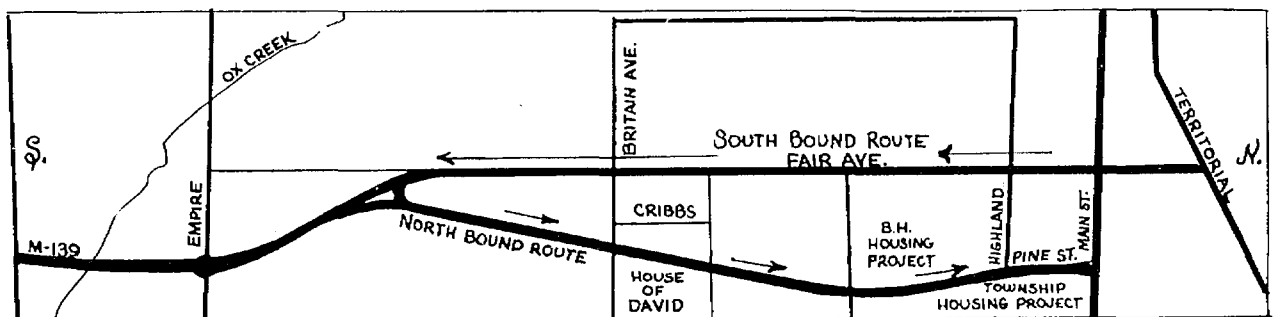 OX CREEK
BRITAIN AVE.
TERRITORIAL
S.
SOUTH BOUND ROUTE
FAIR AVE.
N.
EMPIRE
CRIBBS
HIGHLAND
MAIN ST.
M-139
NORTH BOUND ROUTE
B.H.
HOUSING
PROJECT
PINE ST.
HOUSE
OF
DAVID
TOWNSHIP
HOUSING PROJECT